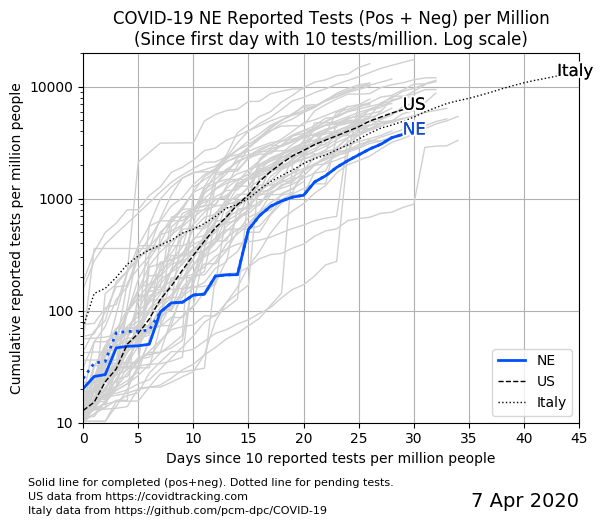 COVID-19 NE Reported Tests (Pos + Neg) per Million
(Since first day with 10 tests/million. Log scale)
Cumulative reported tests per million people
10000
1000
100
10
Italy
US
NE
NE
US
Italy
0 5 10 15 20 25 30 35 40 45
Days since 10 reported tests per million people
Solid line for completed (pos+neg). Dotted line for pending tests.
US data from https://covidtracking.com
Italy data from https://github.com/pcm-dpc/COVID-19
7 Apr 2020